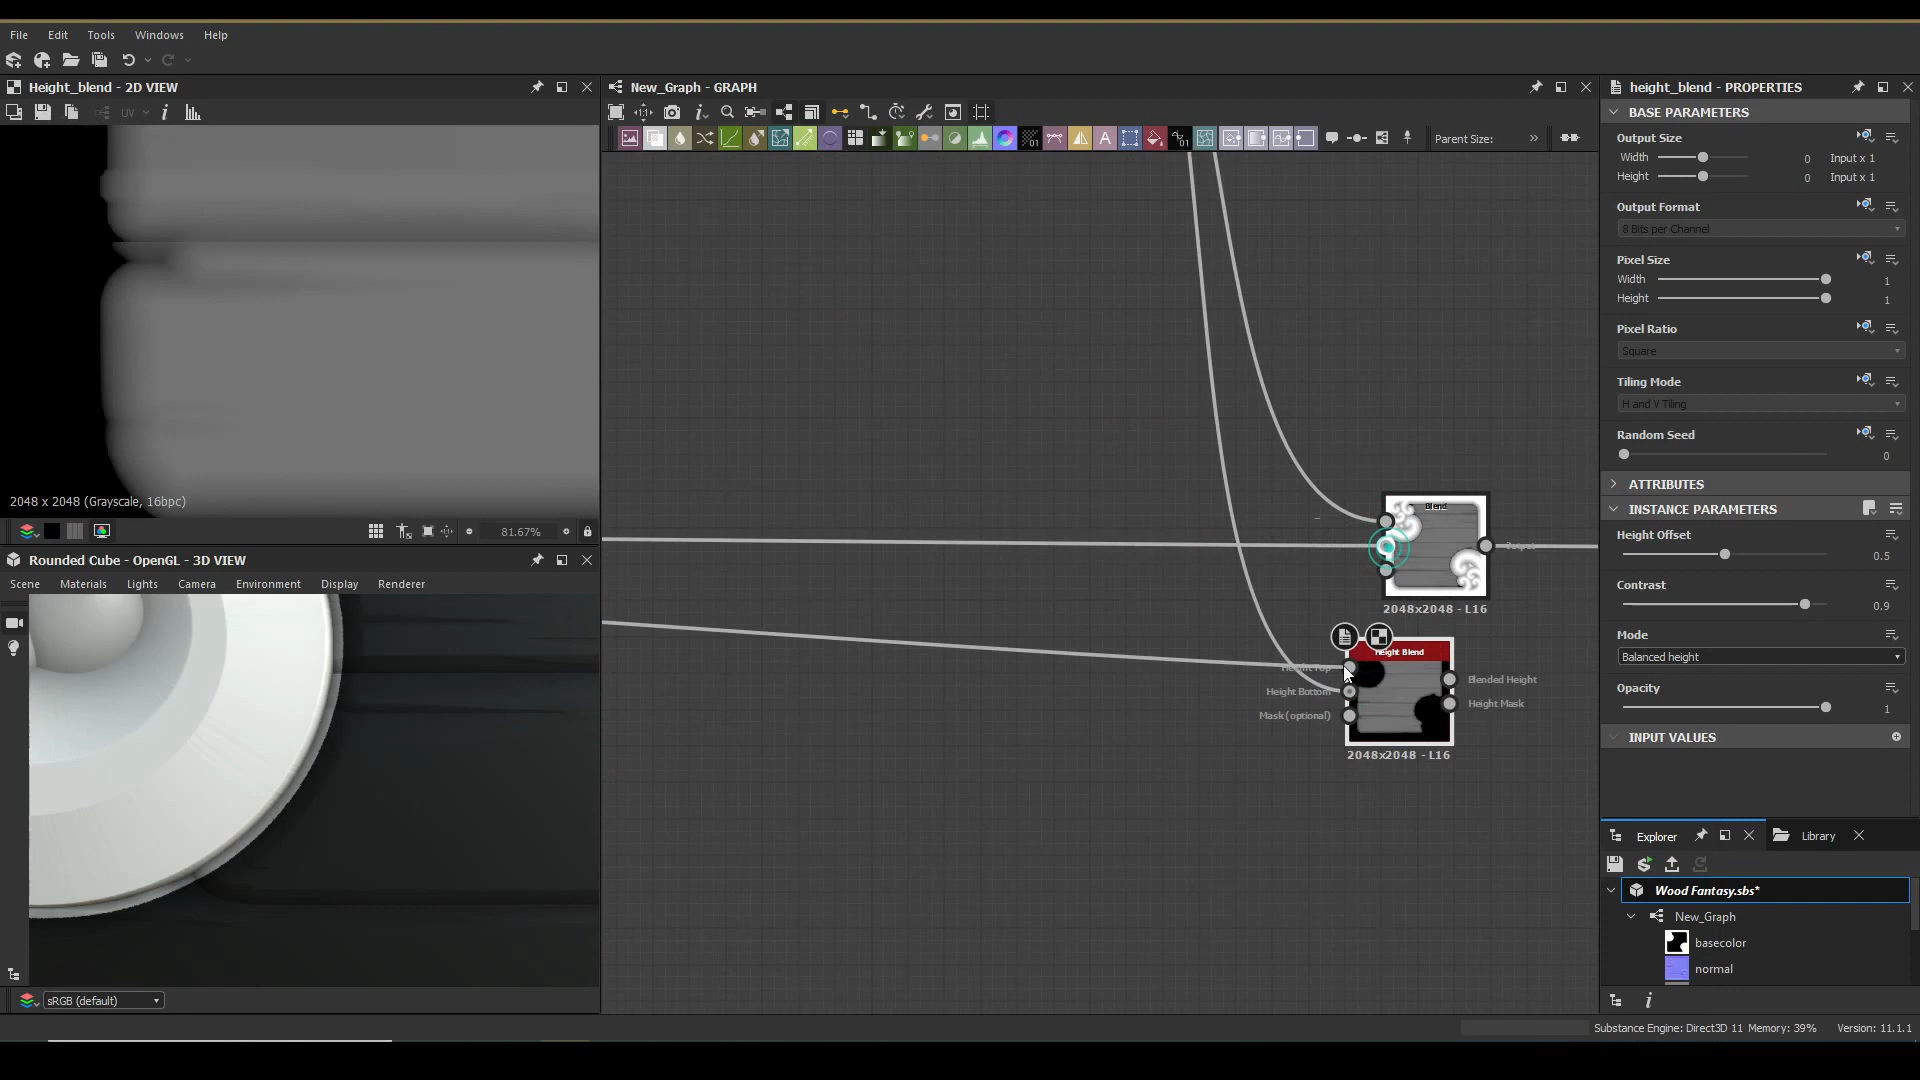 File Edit Tools Windows Help
Height_blend - 2D VIEW
UV
2048 x 2048 (Grayscale, 16bpc)
81.67%
Rounded Cube - OpenGL - 3D VIEW
Scene Materials Lights Camera Environment Display Renderer
sRGB (default)
New_Graph - GRAPH
Parent Size:
Blend
Output
2048x2048 - L16
Height Blend
Height Top
Height Bottom
Mask (optional)
Blended Height
Height Mask
2048x2048 - L16
height_blend - PROPERTIES
BASE PARAMETERS
Output Size
Width 0 Input x 1
Height 0 Input x 1
Output Format
8 Bits per Channel
Pixel Size
Width 1
Height 1
Pixel Ratio
Square
Tiling Mode
H and V Tiling
Random Seed
0
ATTRIBUTES
INSTANCE PARAMETERS
Height Offset
0.5
Contrast
0.9
Mode
Balanced height
Opacity
1
INPUT VALUES
Explorer Library
Wood Fantasy.sbs*
New_Graph
basecolor
normal
Substance Engine: Direct3D 11 Memory: 39% Version: 11.1.1